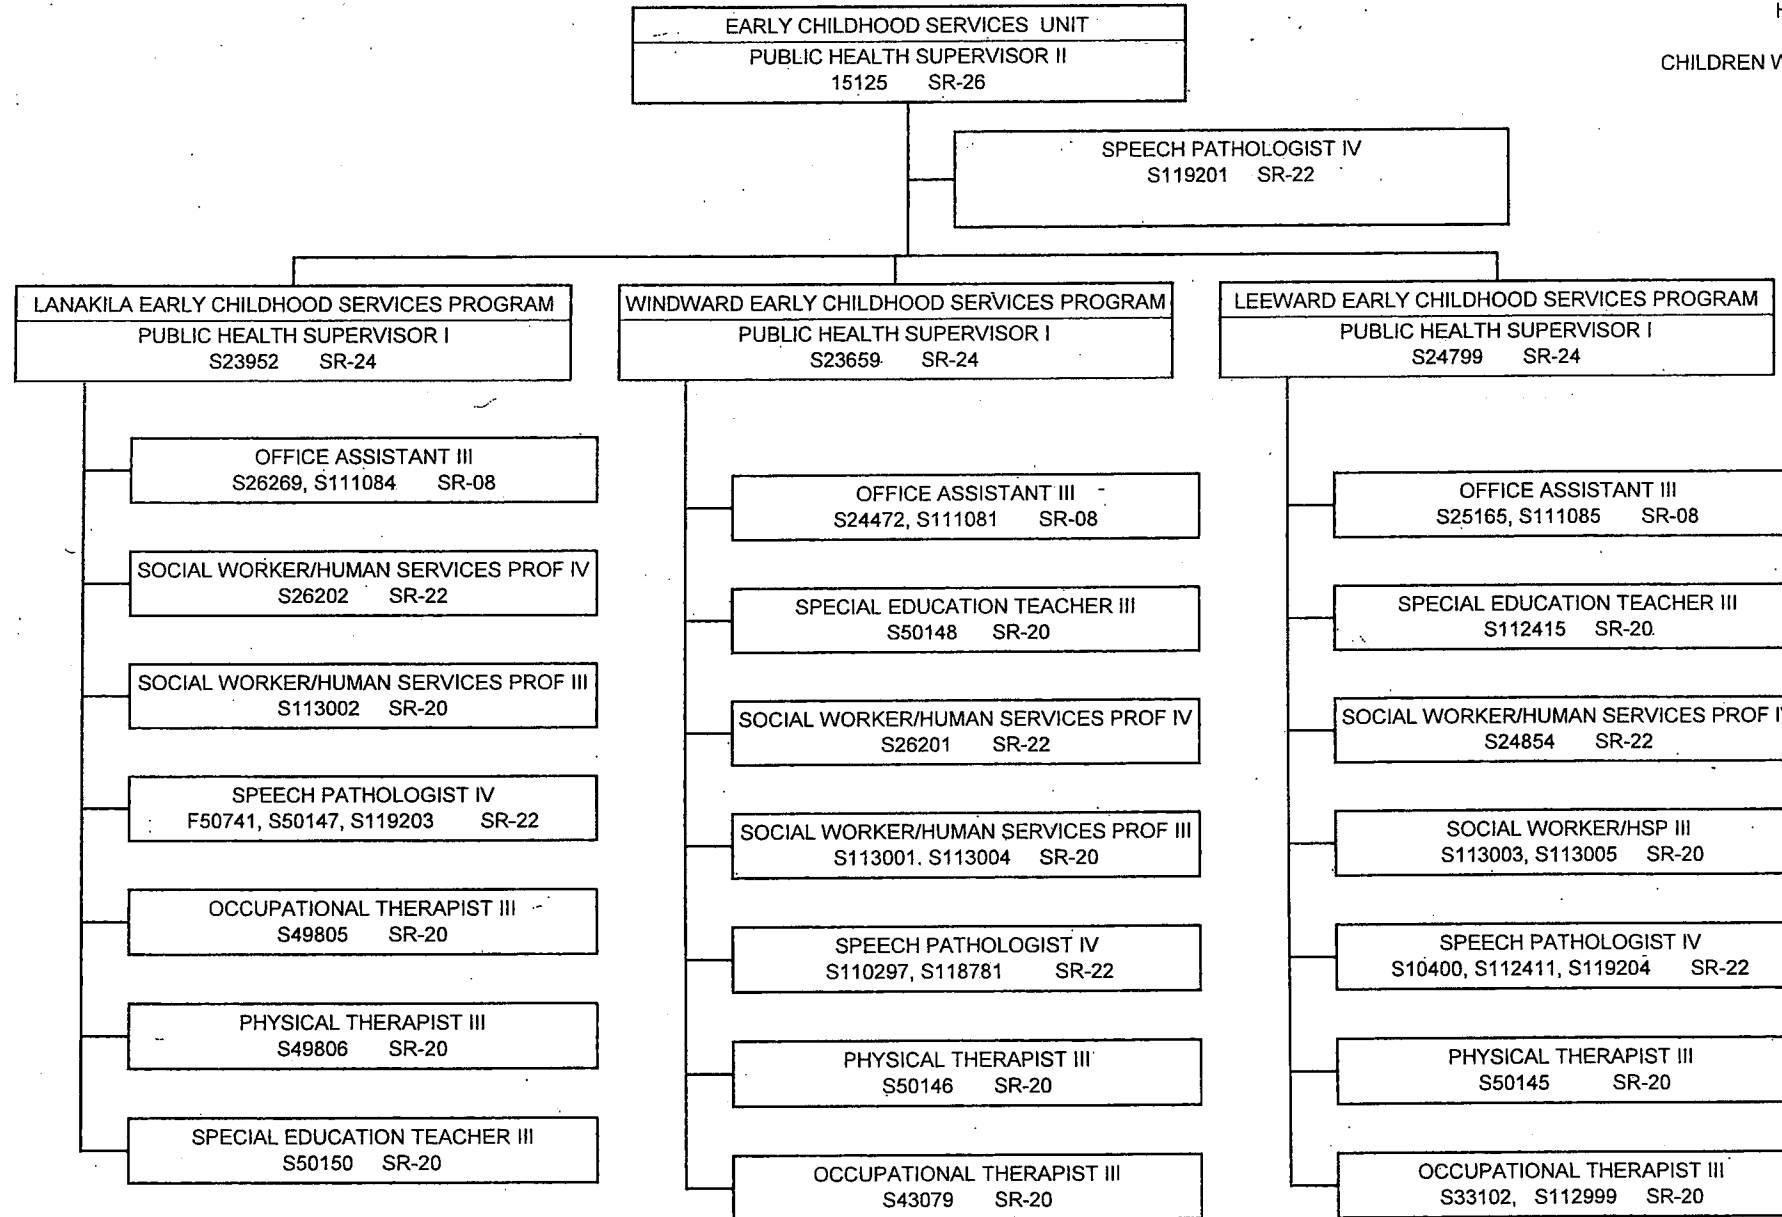 H
CHILDREN W
EARLY CHILDHOOD SERVICES UNIT
PUBLIC HEALTH SUPERVISOR II
15125 SR-26
SPEECH PATHOLOGIST IV
S119201 SR-22
LANAKILA EARLY CHILDHOOD SERVICES PROGRAM
PUBLIC HEALTH SUPERVISOR I
S23952 SR-24
OFFICE ASSISTANT III
S26269, S111084 SR-08
SOCIAL WORKER/HUMAN SERVICES PROF IV
S26202 SR-22
SOCIAL WORKER/HUMAN SERVICES PROF III
S113002 SR-20
SPEECH PATHOLOGIST IV
F50741, S50147, S119203 SR-22
OCCUPATIONAL THERAPIST III
S49805 SR-20
PHYSICAL THERAPIST III
S49806 SR-20
SPECIAL EDUCATION TEACHER III
S50150 SR-20
WINDWARD EARLY CHILDHOOD SERVICES PROGRAM
PUBLIC HEALTH SUPERVISOR I
S23659 SR-24
OFFICE ASSISTANT III
S24472, S111081 SR-08
SPECIAL EDUCATION TEACHER III
S50148 SR-20
SOCIAL WORKER/HUMAN SERVICES PROF IV
S26201 SR-22
SOCIAL WORKER/HUMAN SERVICES PROF III
S113001, S113004 SR-20
SPEECH PATHOLOGIST IV
S110297, S118781 SR-22
PHYSICAL THERAPIST III
S50146 SR-20
OCCUPATIONAL THERAPIST III
S43079 SR-20
LEEWARD EARLY CHILDHOOD SERVICES PROGRAM
PUBLIC HEALTH SUPERVISOR I
S24799 SR-24
OFFICE ASSISTANT III
S25165, S111085 SR-08
SPECIAL EDUCATION TEACHER III
S112415 SR-20
SOCIAL WORKER/HUMAN SERVICES PROF IV
S24854 SR-22
SOCIAL WORKER/HSP III
S113003, S113005 SR-20
SPEECH PATHOLOGIST IV
S10400, S112411, S119204 SR-22
PHYSICAL THERAPIST III
S50145 SR-20
OCCUPATIONAL THERAPIST III
S33102, S112999 SR-20